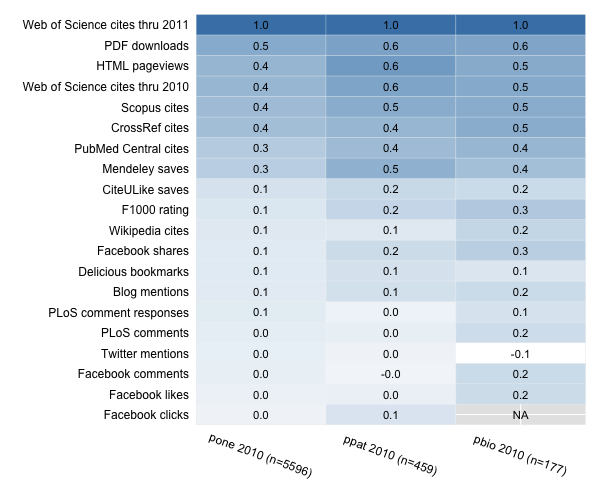 Web of Science cites thru 2011 1.0 1.0 1.0
PDF downloads 0.5 0.6 0.6
HTML pageviews 0.4 0.6 0.5
Web of Science cites thru 2010 0.4 0.6 0.5
Scopus cites 0.4 0.5 0.5
CrossRef cites 0.4 0.4 0.5
PubMed Central cites 0.3 0.4 0.4
Mendeley saves 0.3 0.5 0.4
CiteULike saves 0.1 0.2 0.2
F1000 rating 0.1 0.2 0.3
Wikipedia cites 0.1 0.1 0.2
Facebook shares 0.1 0.2 0.3
Delicious bookmarks 0.1 0.1 0.1
Blog mentions 0.1 0.1 0.2
PLoS comment responses 0.1 0.0 0.1
PLoS comments 0.0 0.0 0.2
Twitter mentions 0.0 0.0 -0.1
Facebook comments 0.0 -0.0 0.2
Facebook likes 0.0 0.0 0.2
Facebook clicks 0.0 0.1 NA
pone 2010 (n=5596) ppat 2010 (n=459) pbio 2010 (n=177)